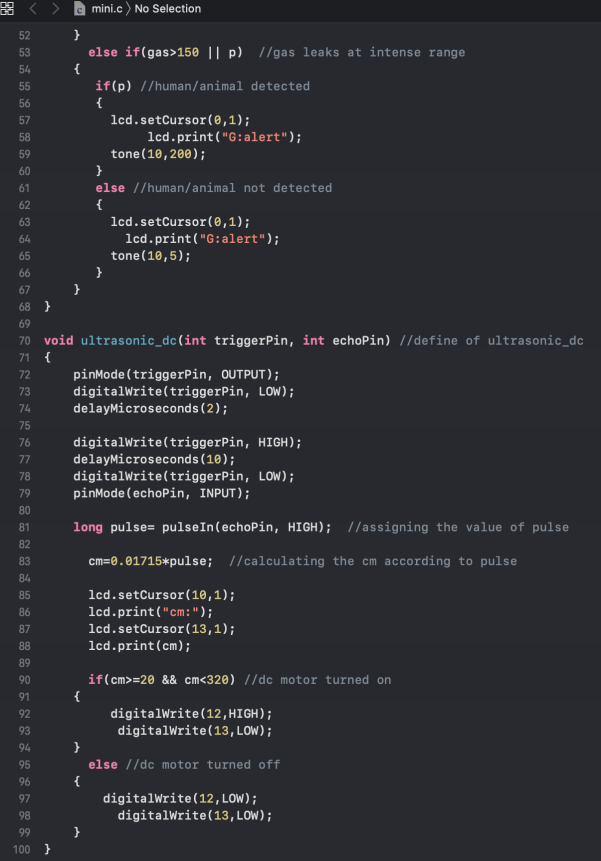 mini.c 〉 No Selection
52 }
53 else if(gas>150 || p) //gas leaks at intense range
54 {
55 if(p) //human/animal detected
56 {
57 lcd.setCursor(0,1);
58 lcd.print("G:alert");
59 tone(10,200);
60 }
61 else //human/animal not detected
62 {
63 lcd.setCursor(0,1);
64 lcd.print("G:alert");
65 tone(10,5);
66 }
67 }
68 }
69
70 void ultrasonic_dc(int triggerPin, int echoPin) //define of ultrasonic_dc
71 {
72 pinMode(triggerPin, OUTPUT);
73 digitalWrite(triggerPin, LOW);
74 delayMicroseconds(2);
75
76 digitalWrite(triggerPin, HIGH);
77 delayMicroseconds(10);
78 digitalWrite(triggerPin, LOW);
79 pinMode(echoPin, INPUT);
80
81 long pulse= pulseIn(echoPin, HIGH); //assigning the value of pulse
82
83 cm=0.01715*pulse; //calculating the cm according to pulse
84
85 lcd.setCursor(10,1);
86 lcd.print("cm:");
87 lcd.setCursor(13,1);
88 lcd.print(cm);
89
90 if(cm>=20 && cm<320) //dc motor turned on
91 {
92 digitalWrite(12,HIGH);
93 digitalWrite(13,LOW);
94 }
95 else //dc motor turned off
96 {
97 digitalWrite(12,LOW);
98 digitalWrite(13,LOW);
99 }
100 }